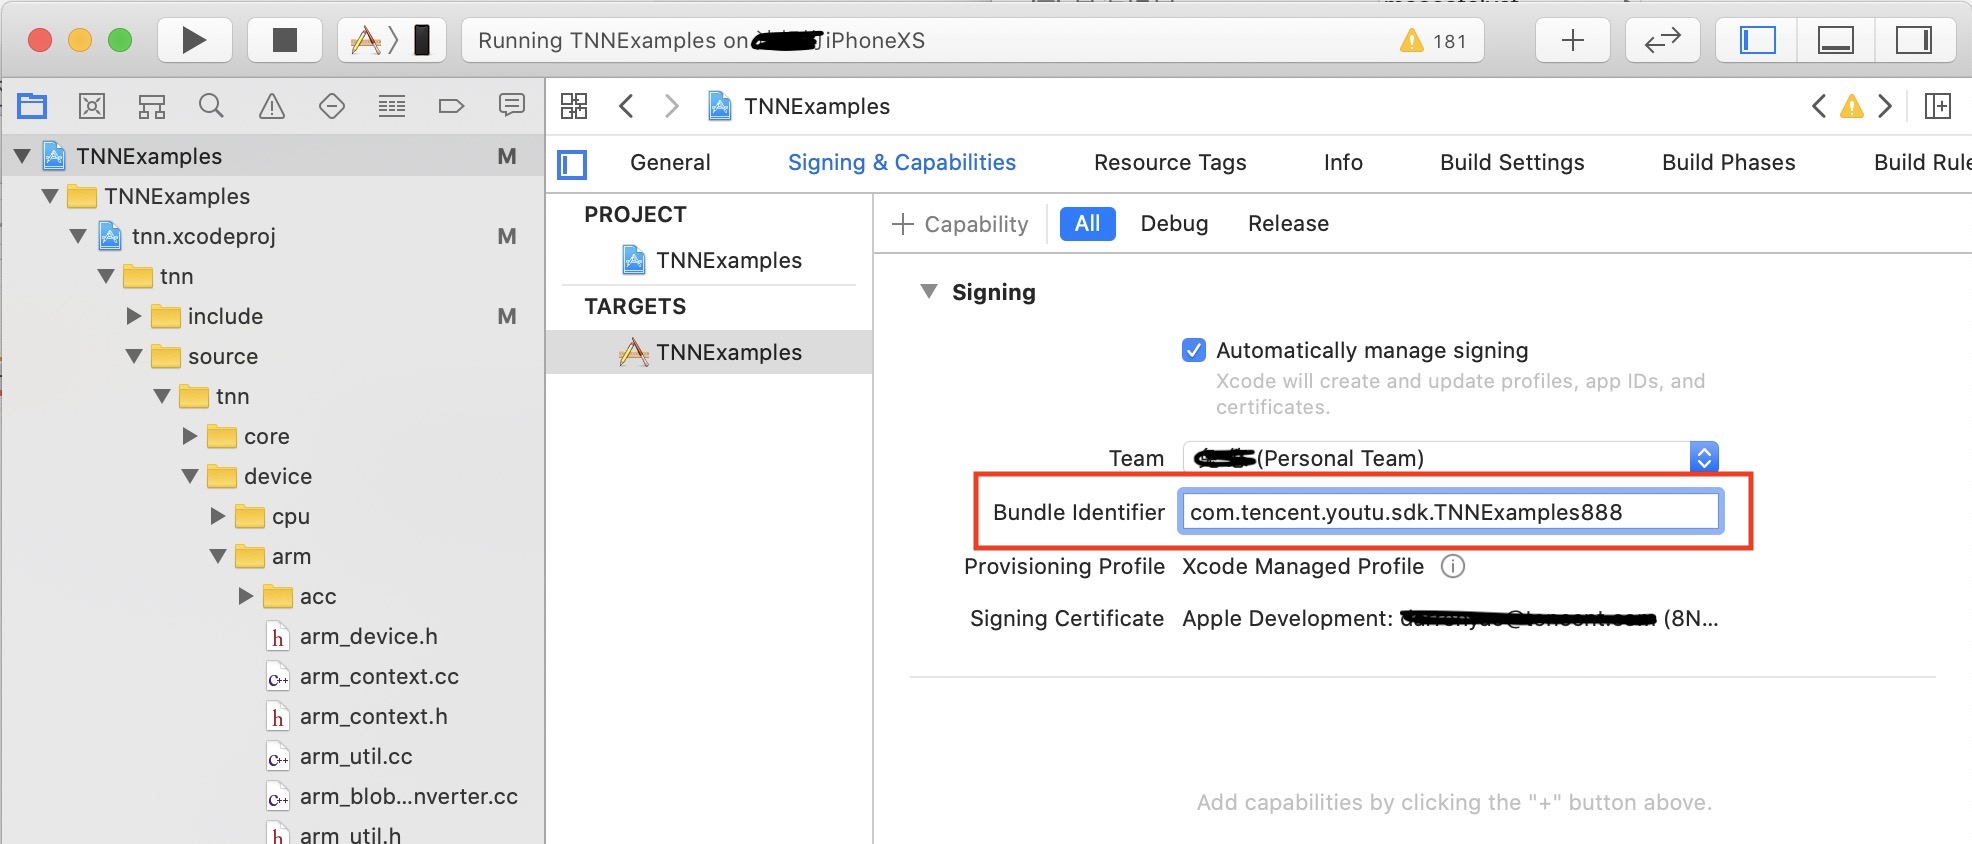 Running TNNExamples on iPhoneXS
181
TNNExamples
General
Signing & Capabilities
Resource Tags
Info
Build Settings
Build Phases
Build Rule
TNNExamples M
TNNExamples
tnn.xcodeproj M
tnn
include M
source
tnn
core
device
cpu
arm
acc
arm_device.h
arm_context.cc
arm_context.h
arm_util.cc
arm_blob...nverter.cc
arm_util.h
PROJECT
TNNExamples
TARGETS
TNNExamples
+ Capability
All
Debug
Release
Signing
Automatically manage signing
Xcode will create and update profiles, app IDs, and
certificates.
Team (Personal Team)
Bundle Identifier com.tencent.youtu.sdk.TNNExamples888
Provisioning Profile Xcode Managed Profile
Signing Certificate Apple Development: (8N...
Add capabilities by clicking the "+" button above.